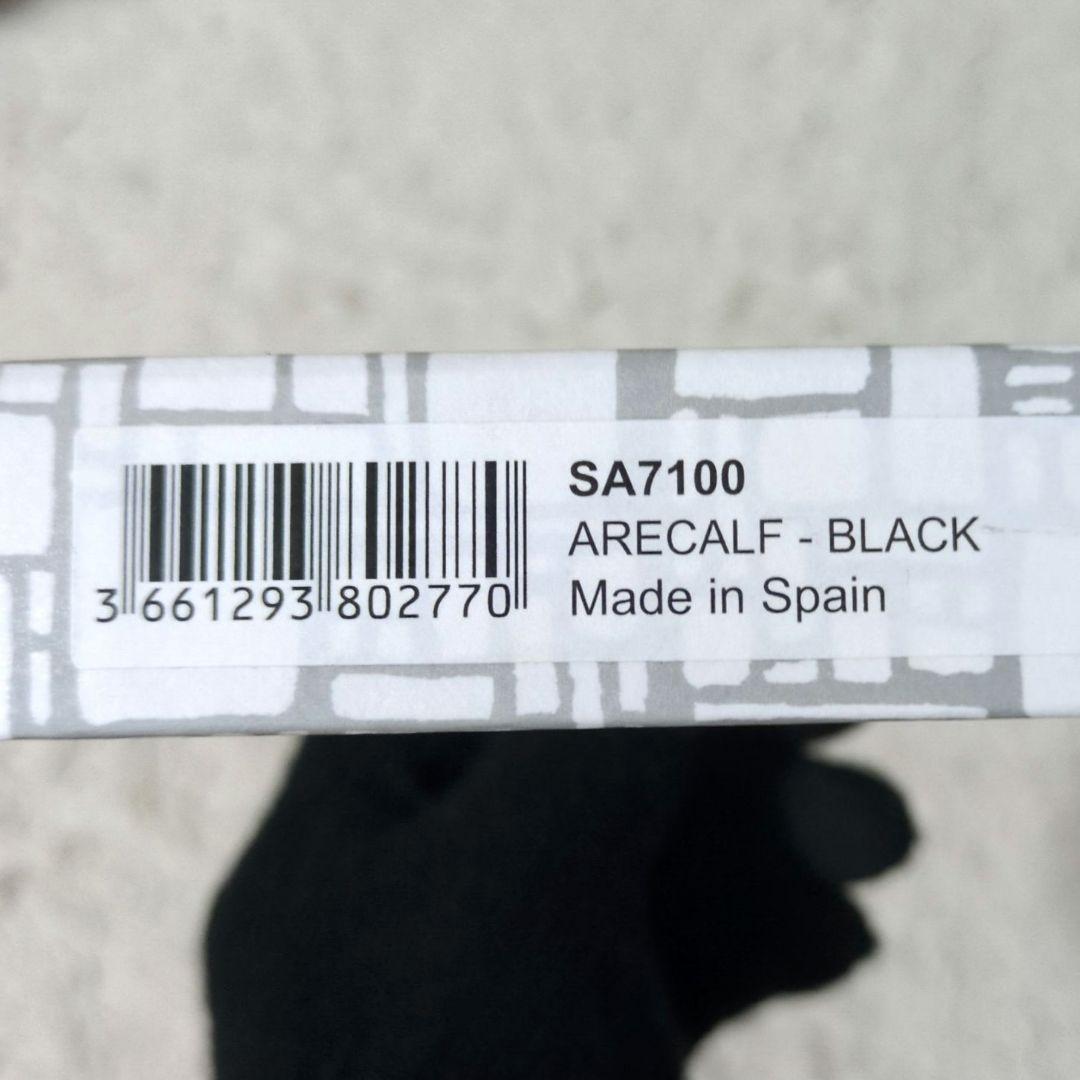 SA7100
ARECALF - BLACK
Made in Spain
3 661293 802770